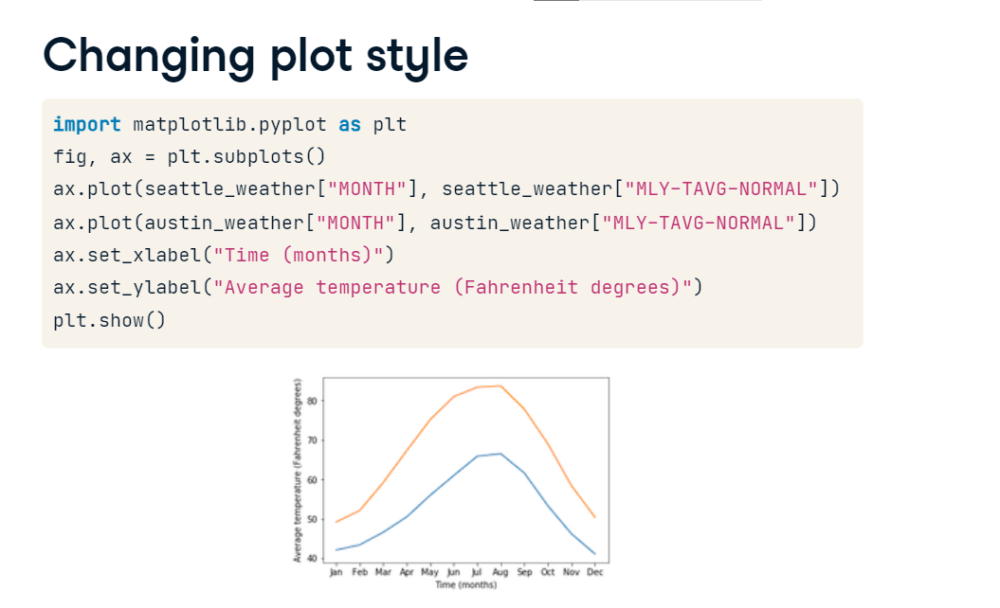 Changing plot style
import matplotlib.pyplot as plt
fig, ax = plt.subplots()
ax.plot(seattle_weather["MONTH"], seattle_weather["MLY-TAVG-NORMAL"])
ax.plot(austin_weather["MONTH"], austin_weather["MLY-TAVG-NORMAL"])
ax.set_xlabel("Time (months)")
ax.set_ylabel("Average temperature (Fahrenheit degrees)")
plt.show()
Average temperature (Fahrenheit degrees)
80
70
60
50
40
Jan Feb Mar Apr May Jun Jul Aug Sep Oct Nov Dec
Time (months)